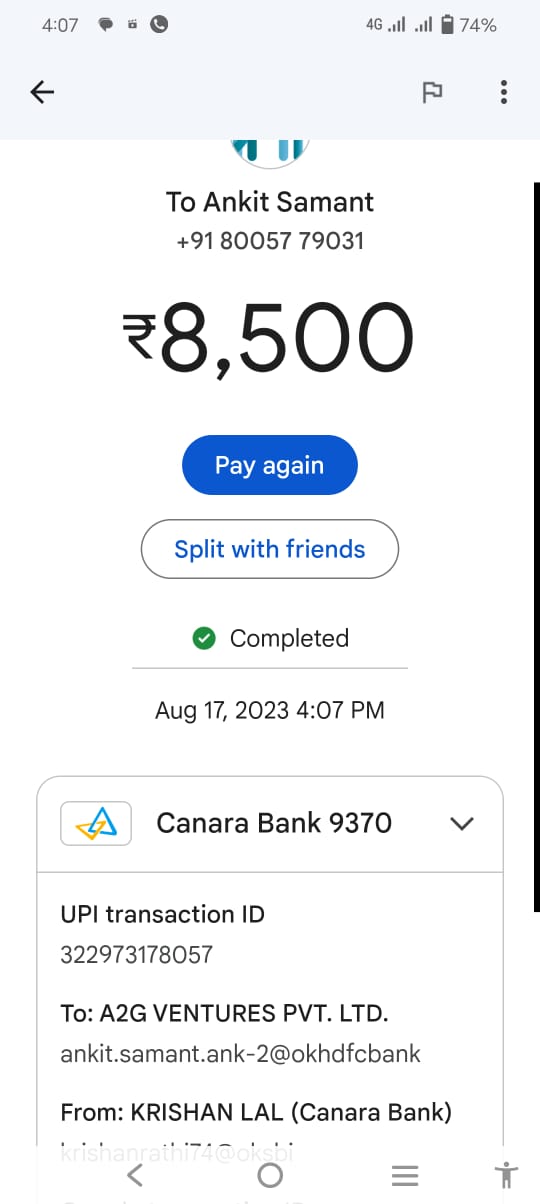 4:07 4G 74%
To Ankit Samant
+91 80057 79031
₹8,500
Pay again
Split with friends
Completed
Aug 17, 2023 4:07 PM
Canara Bank 9370
UPI transaction ID
322973178057
To: A2G VENTURES PVT. LTD.
ankit.samant.ank-2@okhdfcbank
From: KRISHAN LAL (Canara Bank)
krishanrathi74@oksbi